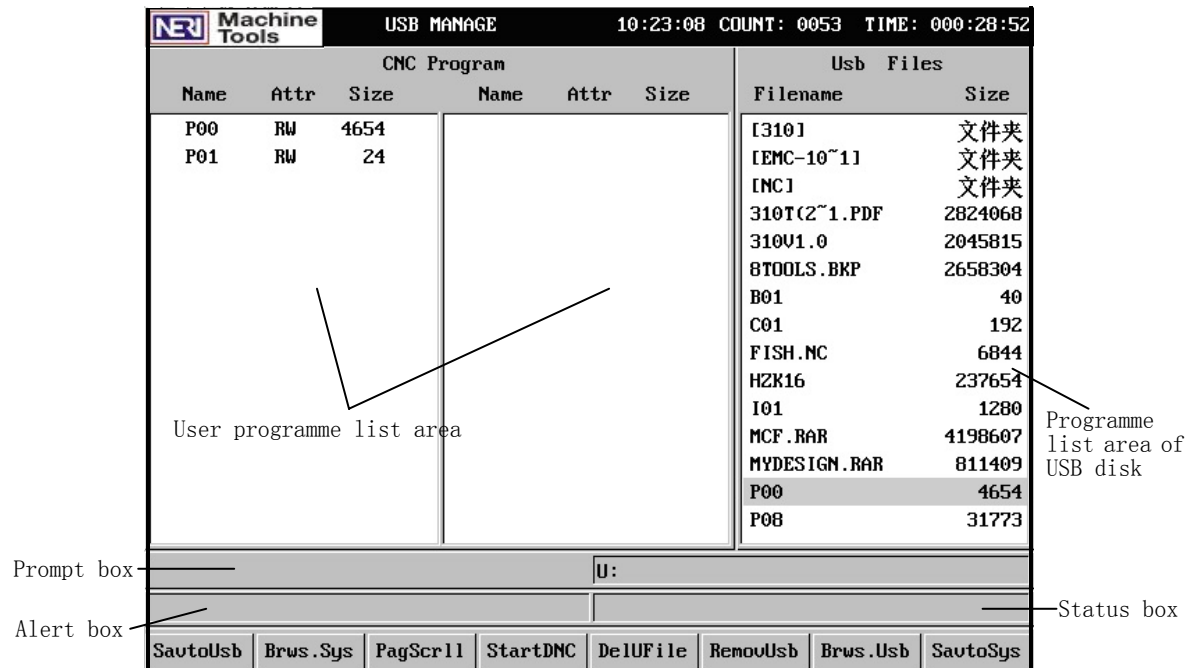 NERI Machine Tools USB MANAGE 10:23:08 COUNT: 0053 TIME: 000:28:52
CNC Program Usb Files
Name Attr Size Name Attr Size Filename Size
P00 RW 4654
P01 RW 24
[310] 文件夹
[EMC-10~1] 文件夹
[NC] 文件夹
310T(2~1.PDF 2824068
310V1.0 2045815
8TOOLS.BKP 2658304
B01 40
C01 192
FISH.NC 6844
HZK16 237654
I01 1280
MCF.RAR 4198607
MYDESIGN.RAR 811409
P00 4654
P08 31773
User programme list area
Programme
list area of
USB disk
Prompt box
U:
Alert box
Status box
SavtoUsb Brws.Sys PagScrll StartDNC DelUFile RemovUsb Brws.Usb SavtoSys